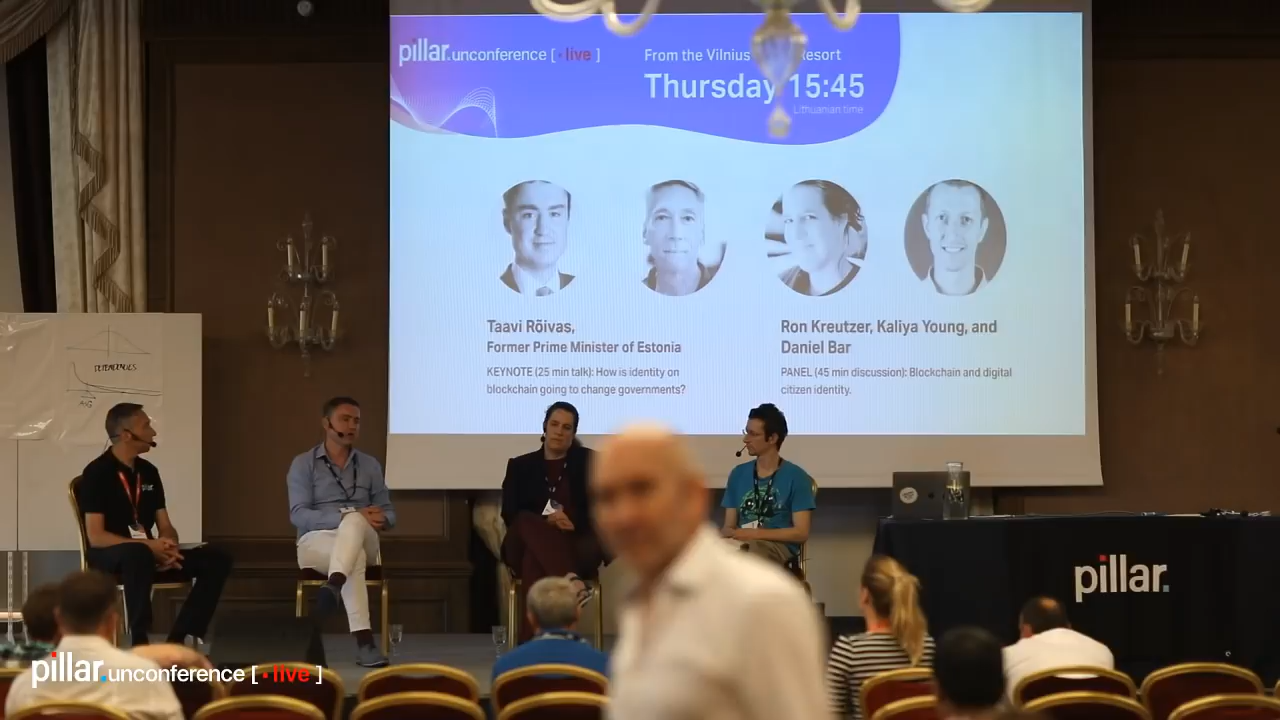 pillar.unconference [• live ]
From the Vilnius Resort
Thursday 15:45
Lithuanian time
Taavi Rõivas,
Former Prime Minister of Estonia
KEYNOTE (25 min talk): How is identity on
blockchain going to change governments?
Ron Kreutzer, Kaliya Young, and
Daniel Bar
PANEL (45 min discussion): Blockchain and digital
citizen identity.
DEPENDENCIES
pillar.
pillar.unconference [• live ]